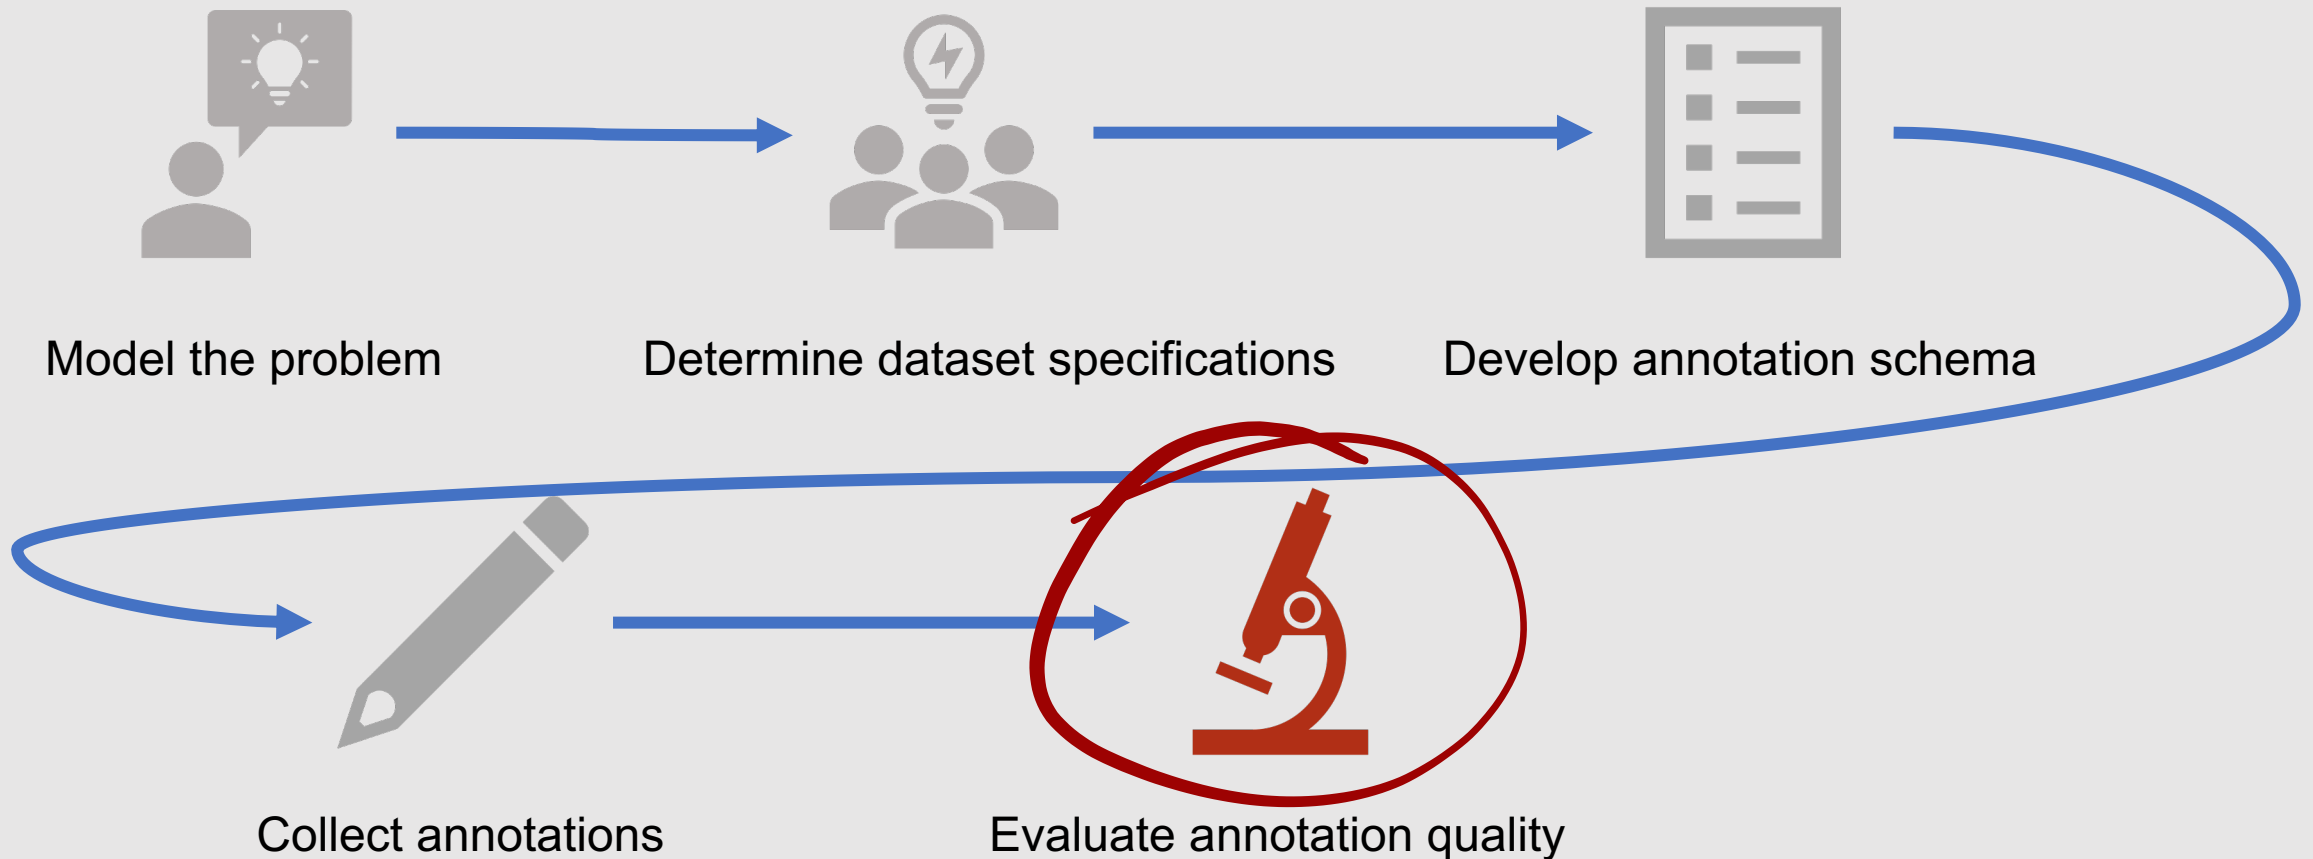 Model the problem
Determine dataset specifications
Develop annotation schema
Collect annotations
Evaluate annotation quality